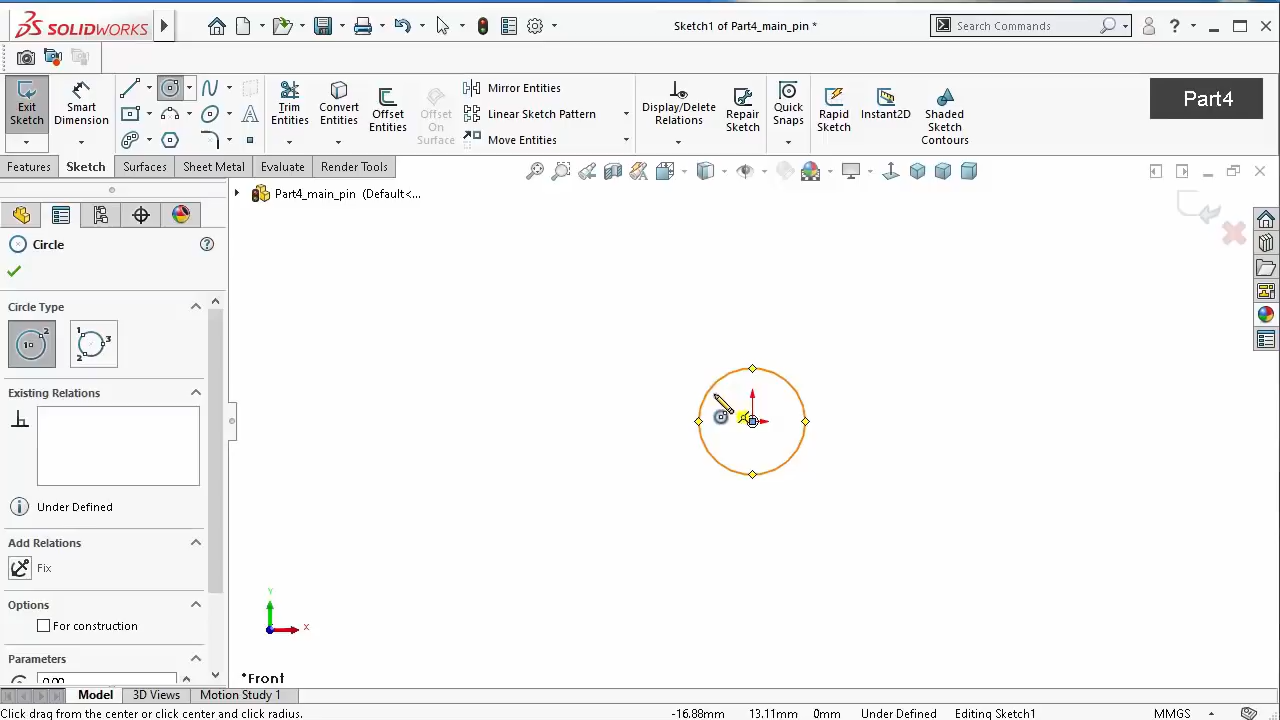 SOLIDWORKS
Sketch1 of Part4_main_pin *
Search Commands
?
Exit Sketch
Smart Dimension
Trim Entities
Convert Entities
Offset Entities
Offset On Surface
Mirror Entities
Linear Sketch Pattern
Move Entities
Display/Delete Relations
Repair Sketch
Quick Snaps
Rapid Sketch
Instant2D
Shaded Sketch Contours
Part4
Features
Sketch
Surfaces
Sheet Metal
Evaluate
Render Tools
Part4_main_pin (Default<...
Circle
?
Circle Type
Existing Relations
Under Defined
Add Relations
Fix
Options
For construction
Parameters
0.00
Y
X
*Front
Model
3D Views
Motion Study 1
Click drag from the center or click center and click radius.
-16.88mm
13.11mm
0mm
Under Defined
Editing Sketch1
MMGS